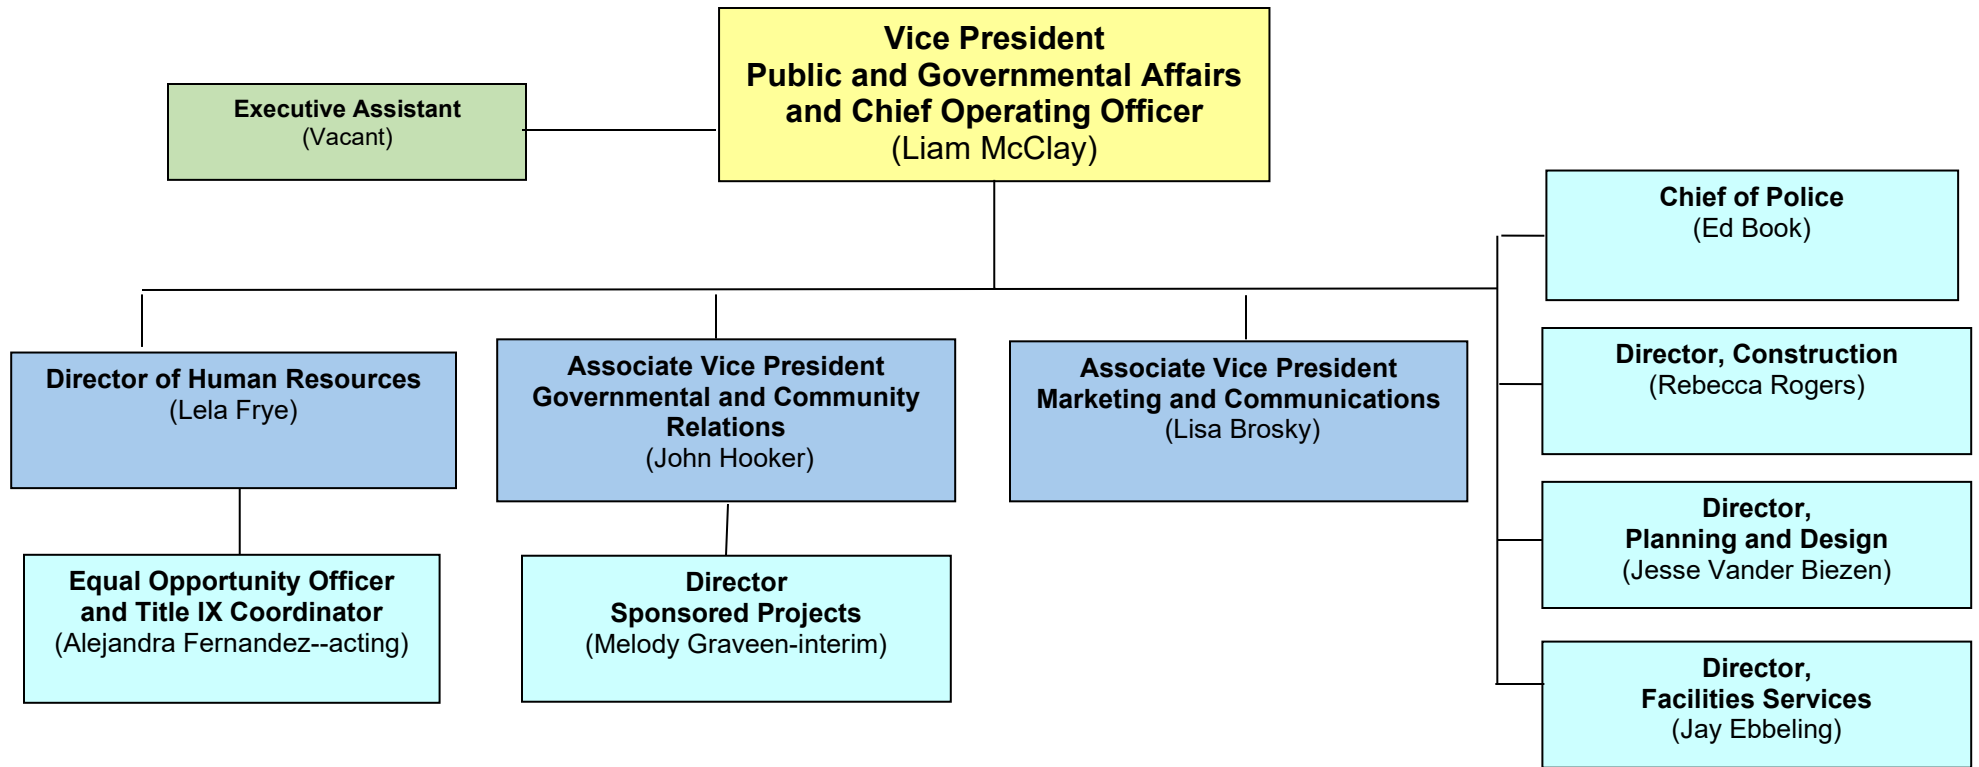 Vice President
Public and Governmental Affairs
and Chief Operating Officer
(Liam McClay)
Executive Assistant
(Vacant)
Chief of Police
(Ed Book)
Director of Human Resources
(Lela Frye)
Associate Vice President
Governmental and Community
Relations
(John Hooker)
Associate Vice President
Marketing and Communications
(Lisa Brosky)
Director, Construction
(Rebecca Rogers)
Director,
Planning and Design
(Jesse Vander Biezen)
Equal Opportunity Officer
and Title IX Coordinator
(Alejandra Fernandez--acting)
Director
Sponsored Projects
(Melody Graveen-interim)
Director,
Facilities Services
(Jay Ebbeling)